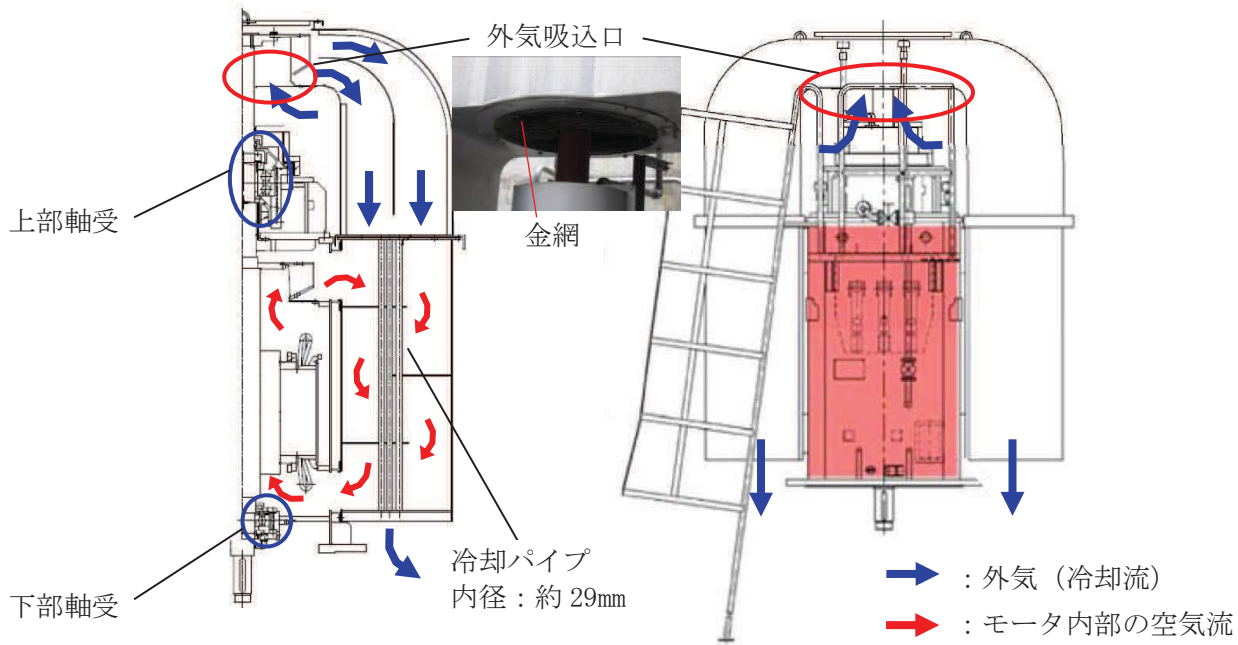 外気吸込口
上部軸受
金網
冷却パイプ
内径：約 29mm
下部軸受
：外気（冷却流）
：モータ内部の空気流